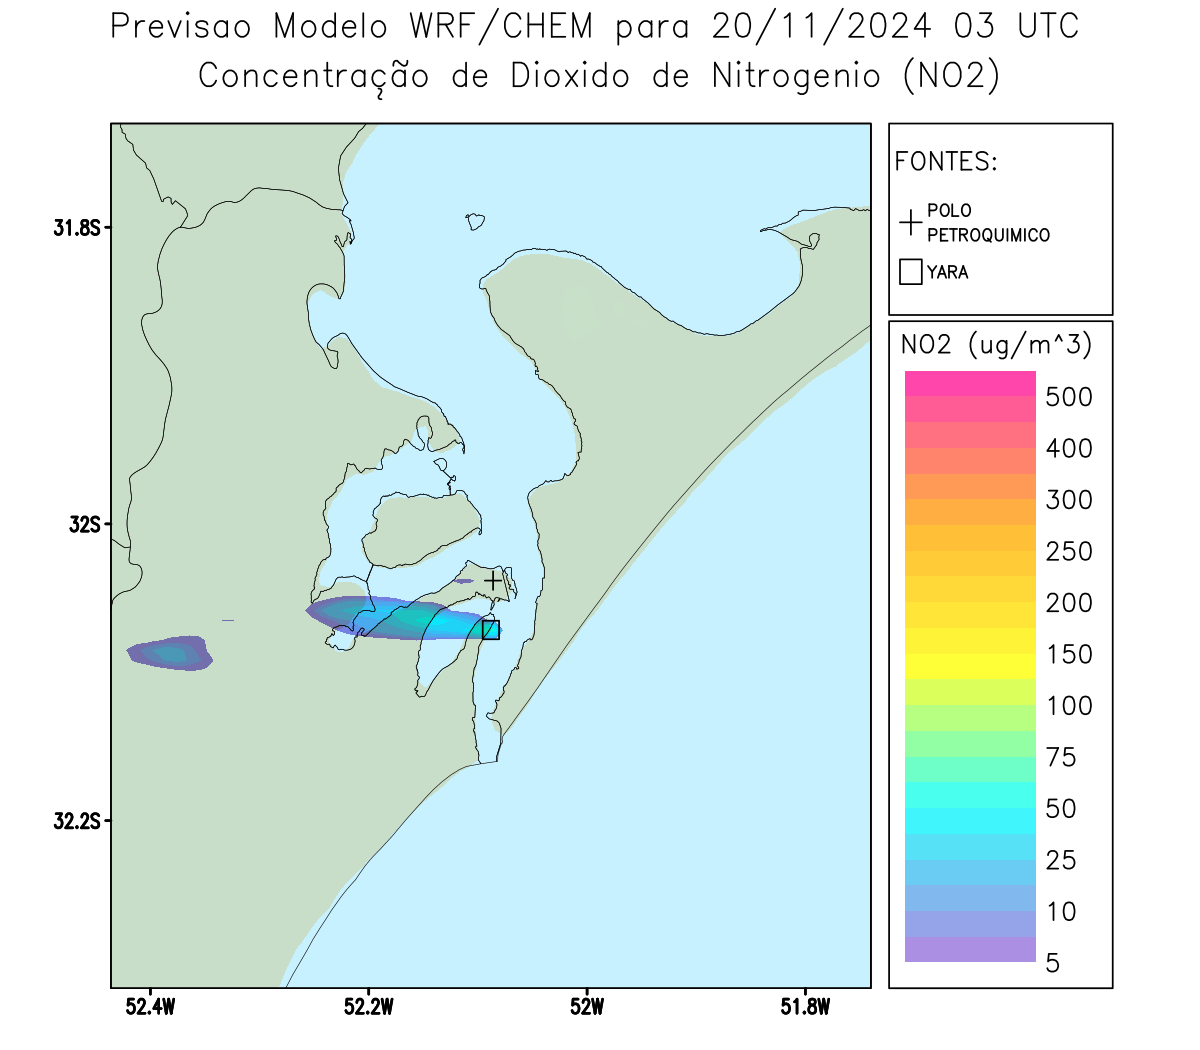 Previsao Modelo WRF/CHEM para 20/11/2024 03 UTC
Concentração de Dioxido de Nitrogenio (NO2)
FONTES:
POLO
PETROQUIMICO
YARA
31.8S
32S
32.2S
52.4W
52.2W
52W
51.8W
NO2 (ug/m^3)
500
400
300
250
200
150
100
75
50
25
10
5